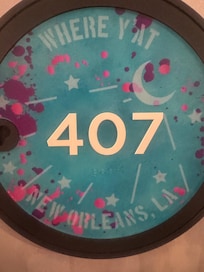 WHERE Y'AT
407
NEW ORLEANS, LA